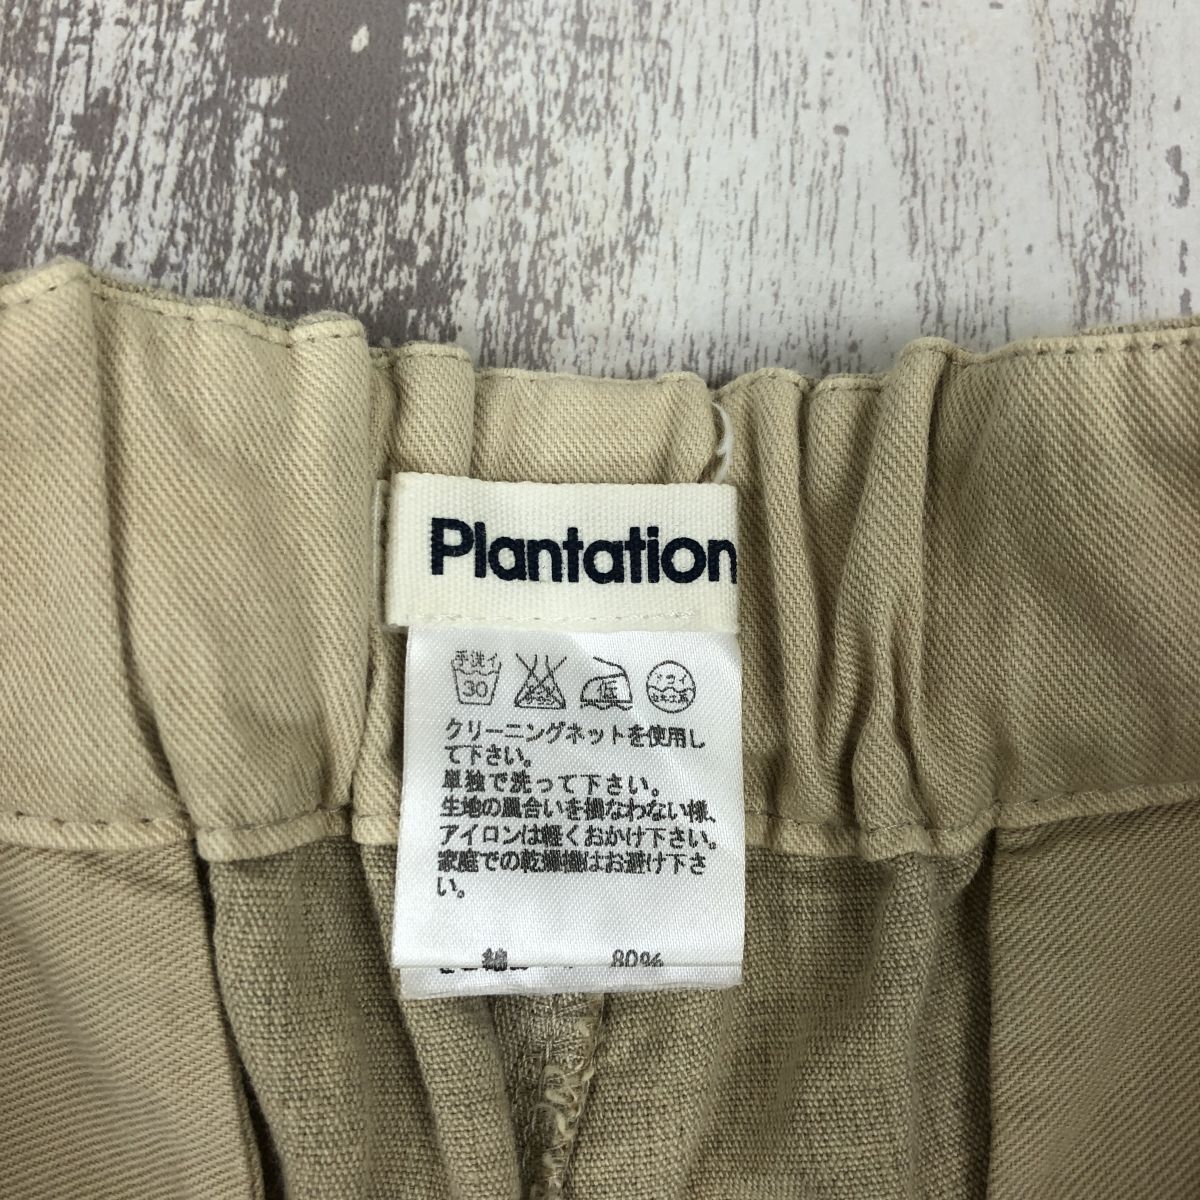 Plantation
手洗イ
30
クリーニングネットを使用し
て下さい。
単独で洗って下さい。
生地の風合いを損なわない様、
アイロンは軽くおかけ下さい。
家庭での乾燥機はお避け下さ
い。
80%